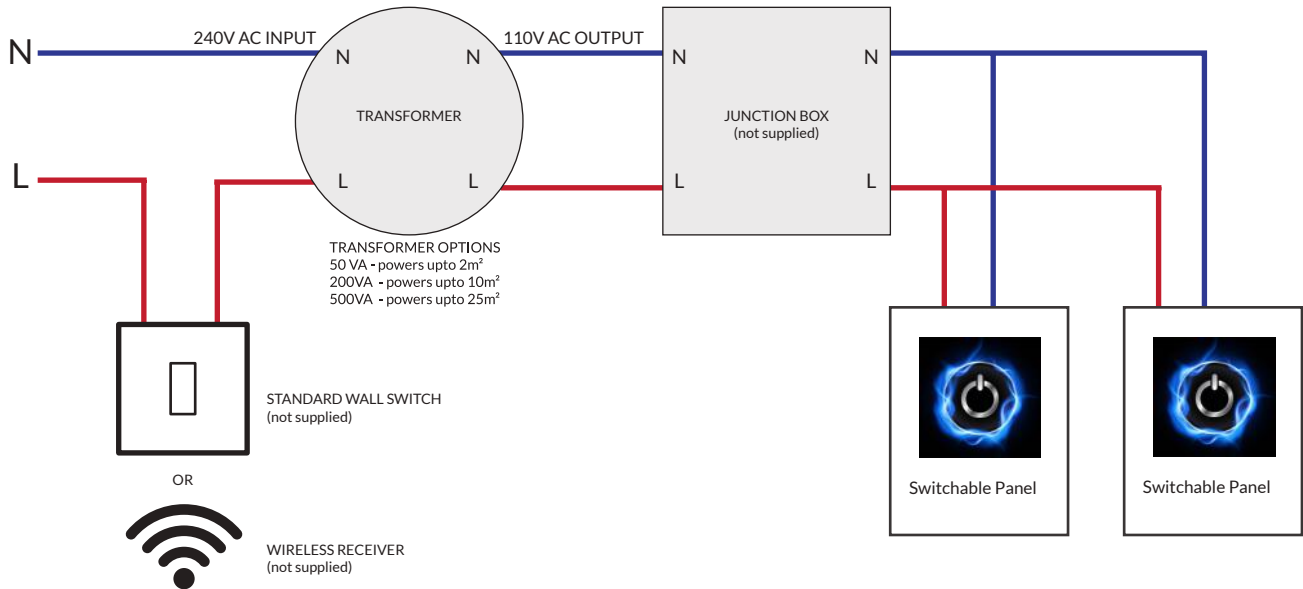 240V AC INPUT
110V AC OUTPUT
N
N
N
N
N
TRANSFORMER
JUNCTION BOX
(not supplied)
L
L
L
L
L
TRANSFORMER OPTIONS
50 VA - powers upto 2m²
200VA - powers upto 10m²
500VA - powers upto 25m²
STANDARD WALL SWITCH
(not supplied)
OR
WIRELESS RECEIVER
(not supplied)
Switchable Panel
Switchable Panel